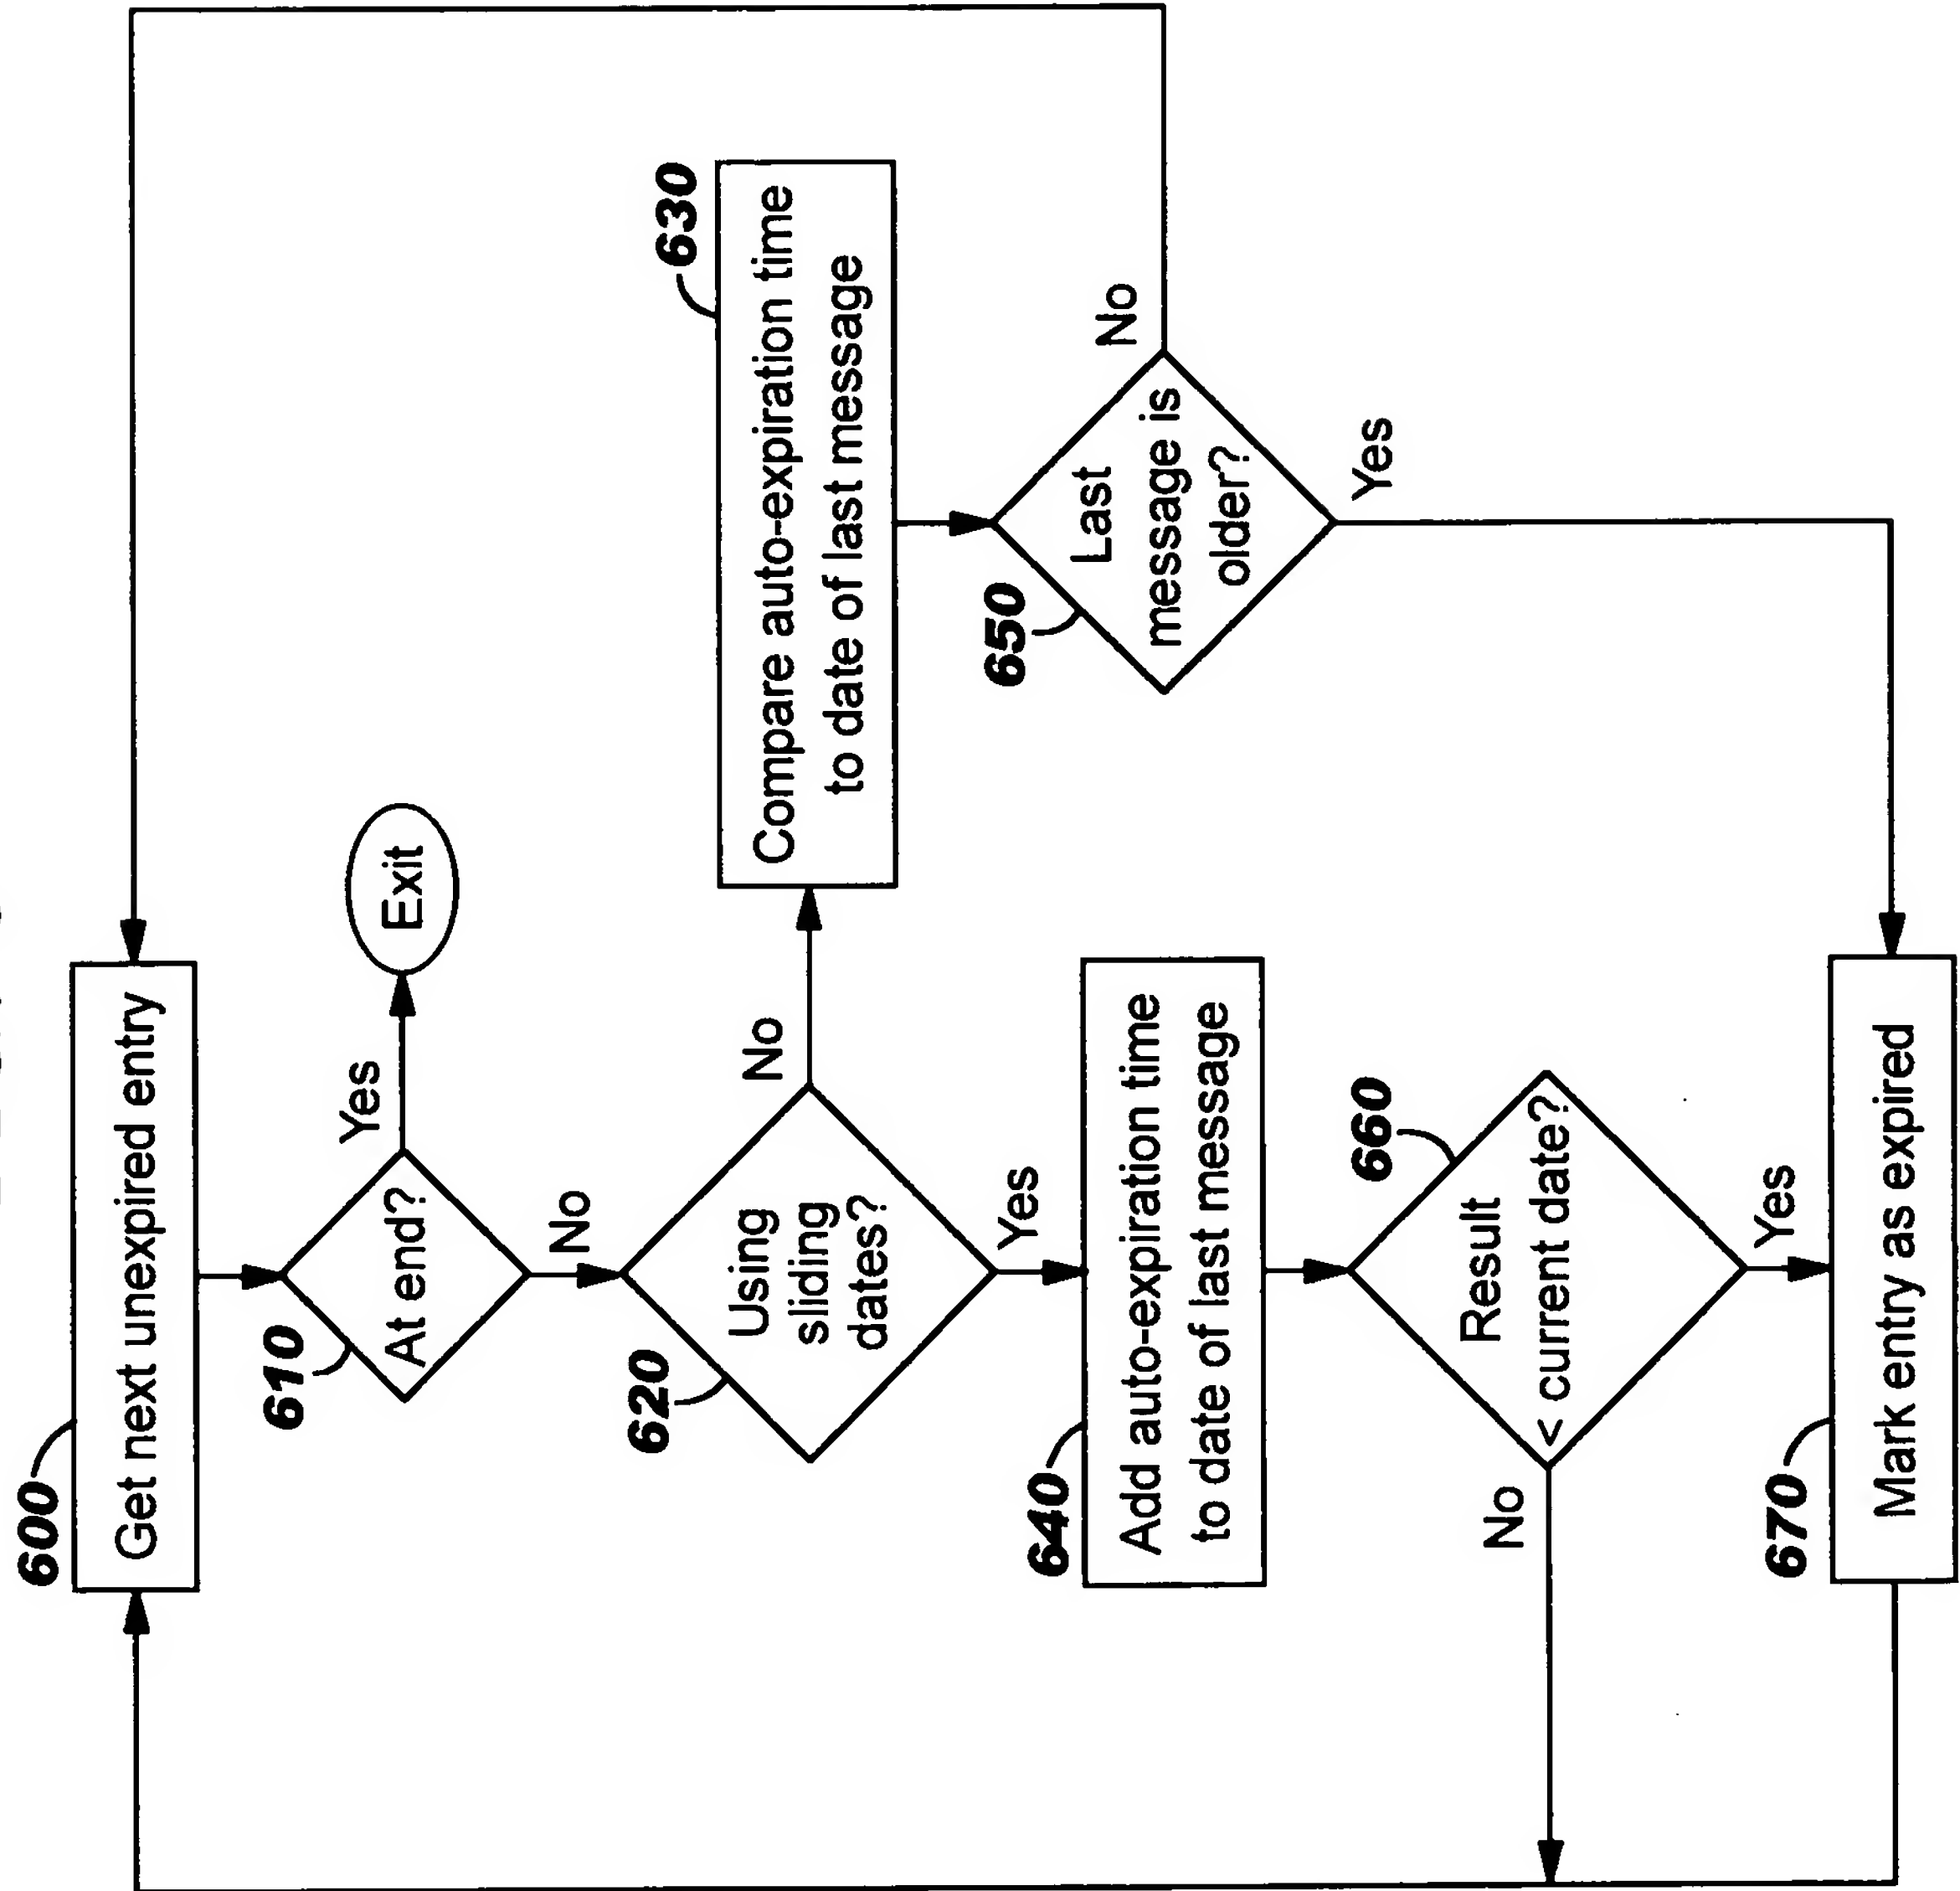 600
Get next unexpired entry
610
At end?
Yes
Exit
No
620
Using
sliding
dates?
No
630
Compare auto-expiration time
to date of last message
Yes
640
Add auto-expiration time
to date of last message
650
Last
message is
older?
No
Yes
660
Result
< current date?
No
Yes
670
Mark entry as expired